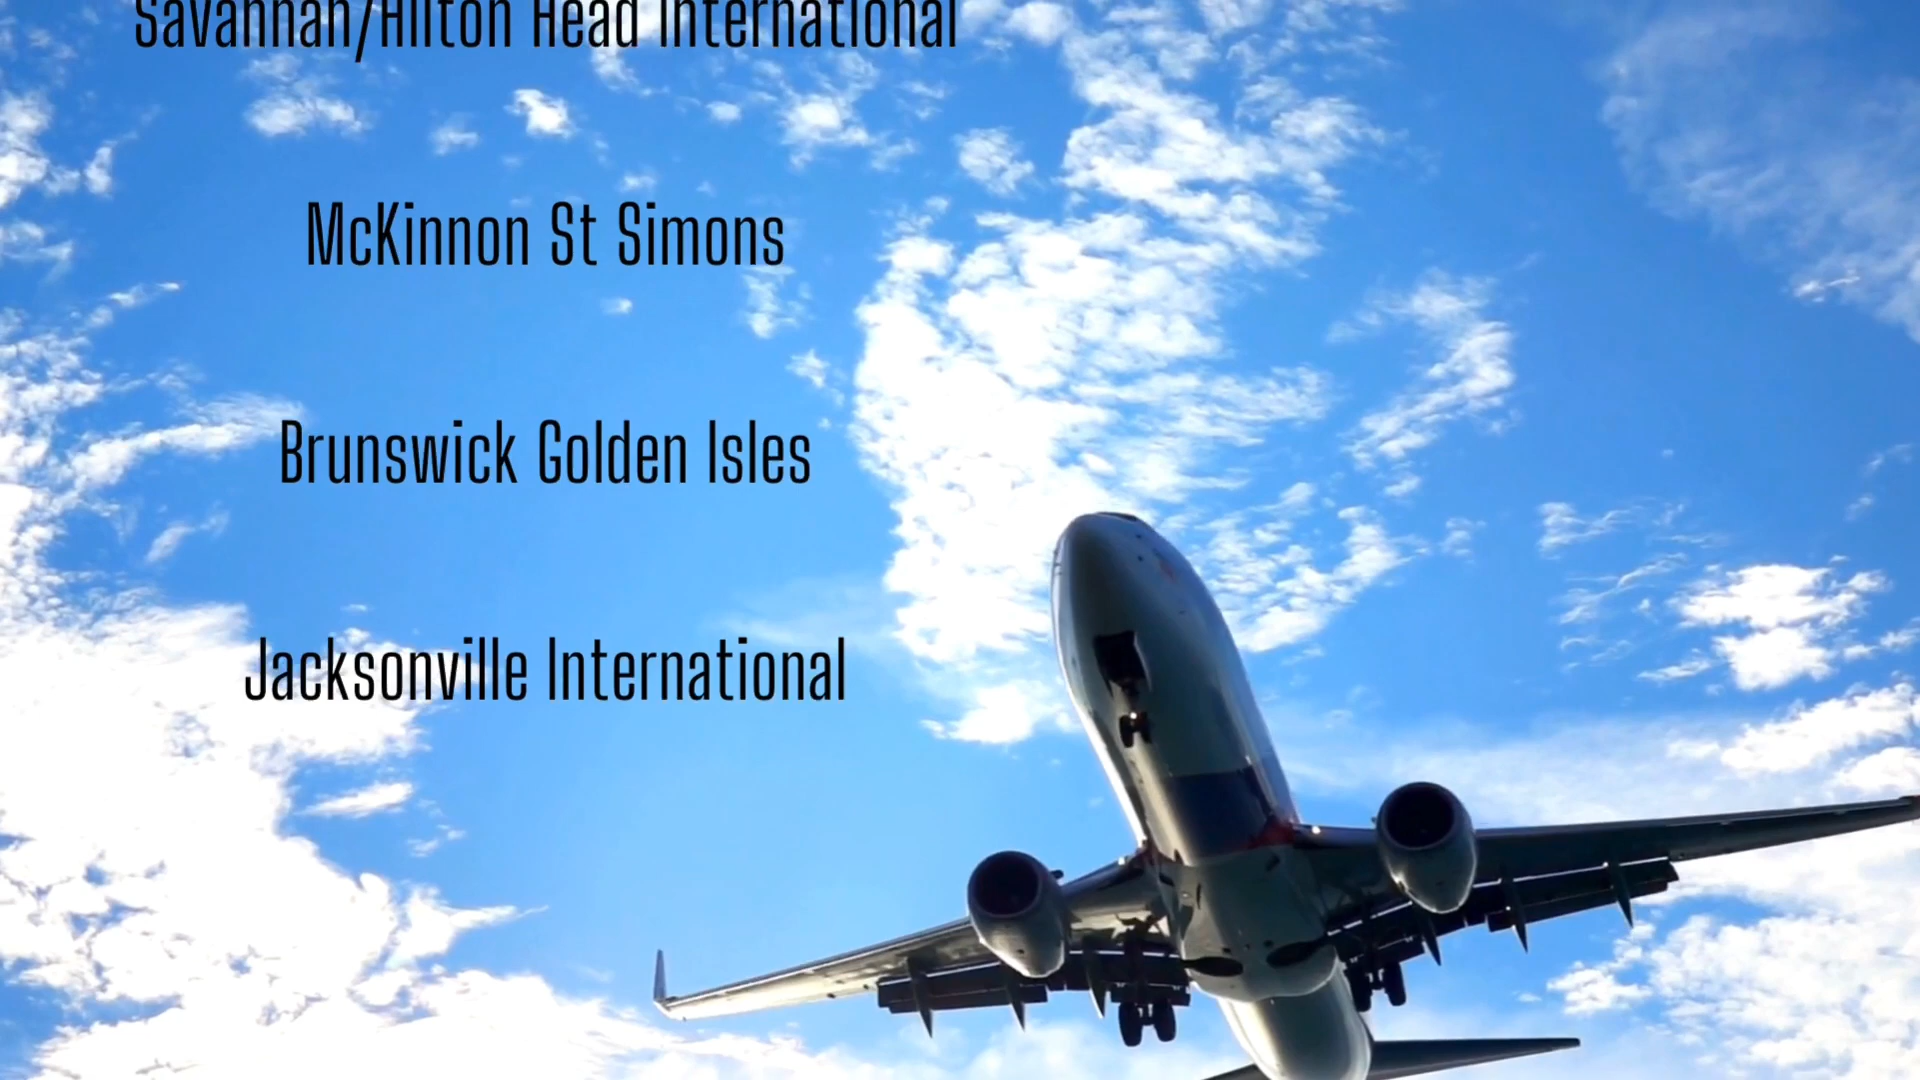 Savannah/Hilton Head International
McKinnon St Simons
Brunswick Golden Isles
Jacksonville International